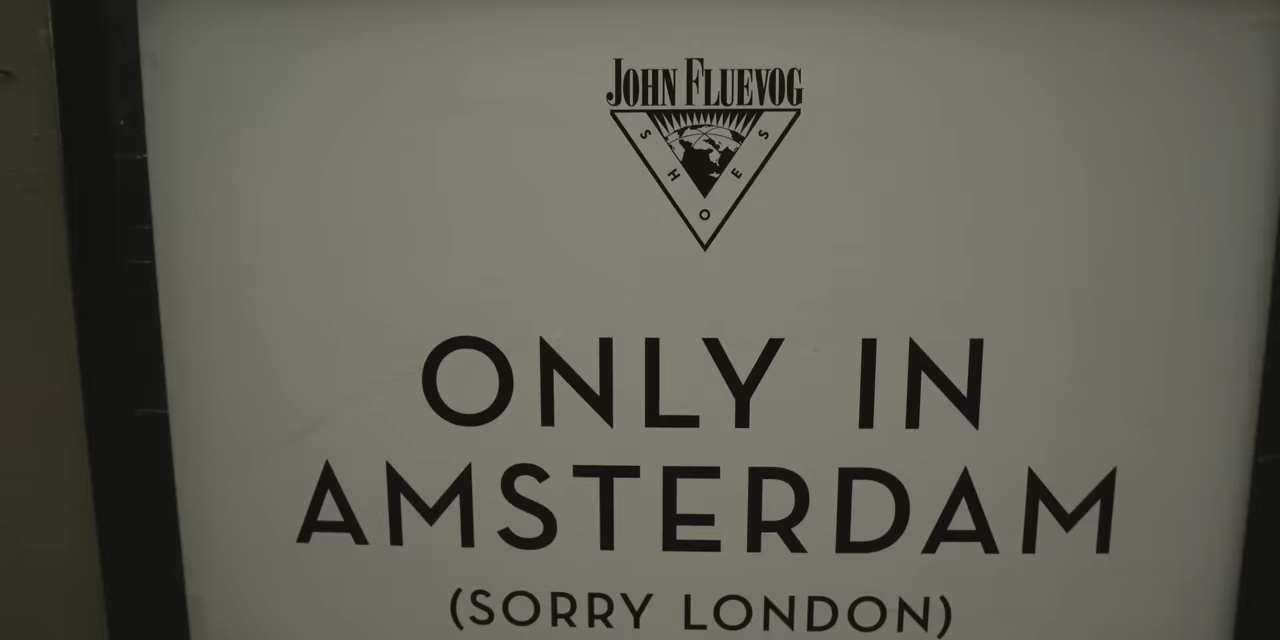 JOHN FLUEVOG
SHOES
ONLY IN
AMSTERDAM
(SORRY LONDON)